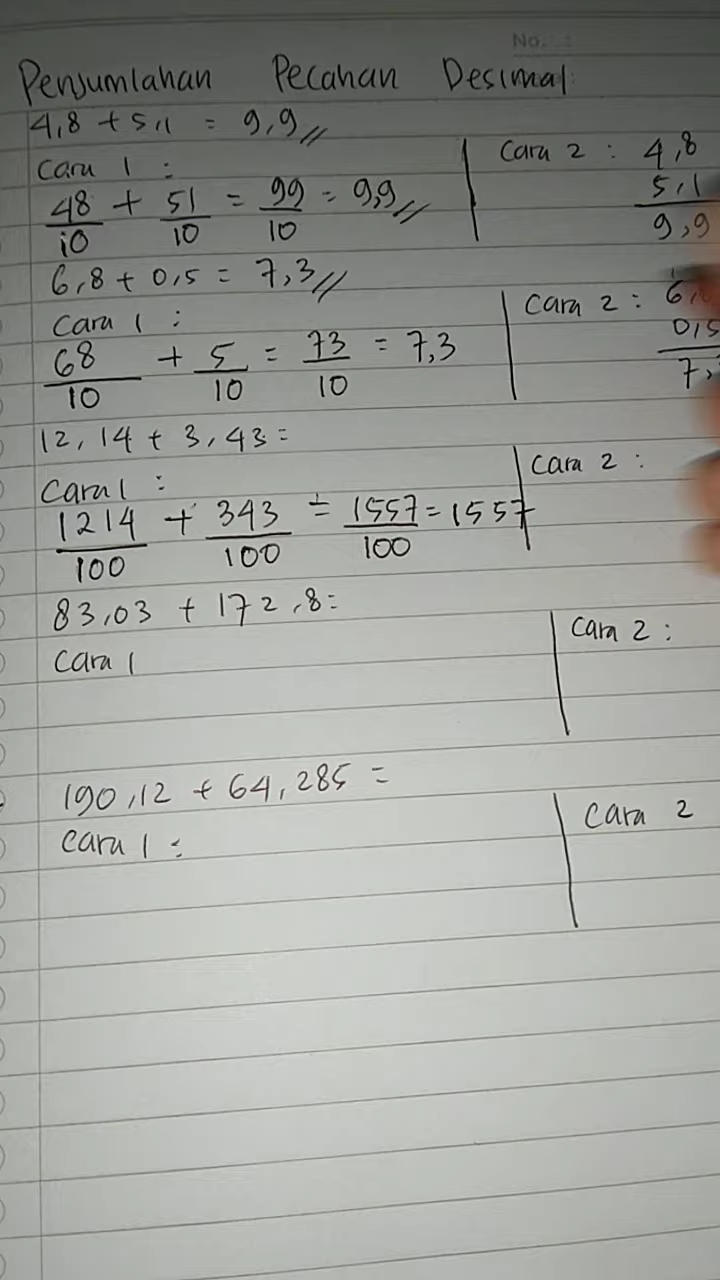 No. :
Penjumlahan Pecahan Desimal
4,8 + 5,1 = 9,9 //
Cara 1 :
48/10 + 51/10 = 99/10 = 9,9 //
Cara 2 : 4,8
5,1
9,9
6,8 + 0,5 = 7,3 //
Cara 1 :
68/10 + 5/10 = 73/10 = 7,3
Cara 2 :
0,5
12,14 + 3,43 =
Cara 1 :
1214/100 + 343/100 = 1557/100 = 1557
Cara 2 :
83,03 + 172,8 =
Cara 1
Cara 2 :
190,12 + 64,285 =
Cara 1 :
Cara 2